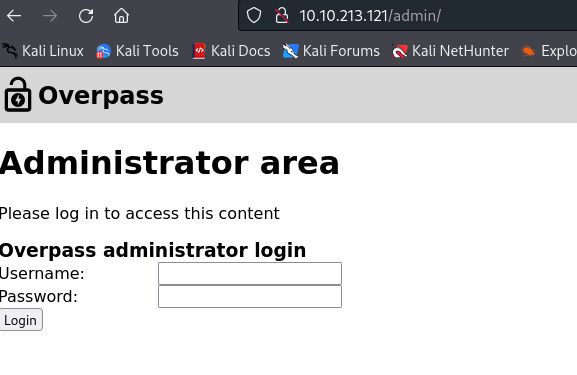 10.10.213.121/admin/
Kali Linux Kali Tools Kali Docs Kali Forums Kali NetHunter Explo
Overpass
Administrator area
Please log in to access this content
Overpass administrator login
Username:
Password:
Login